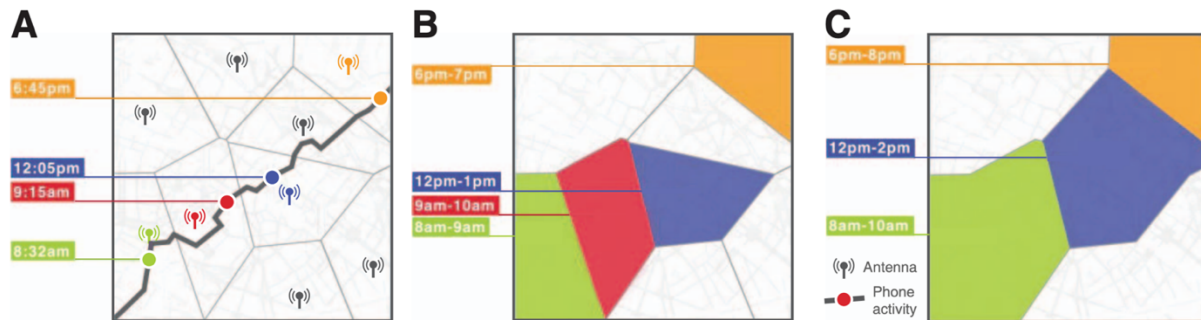 A
6:45pm
12:05pm
9:15am
8:32am
B
6pm-7pm
12pm-1pm
9am-10am
8am-9am
C
6pm-8pm
12pm-2pm
8am-10am
Antenna
Phone
activity